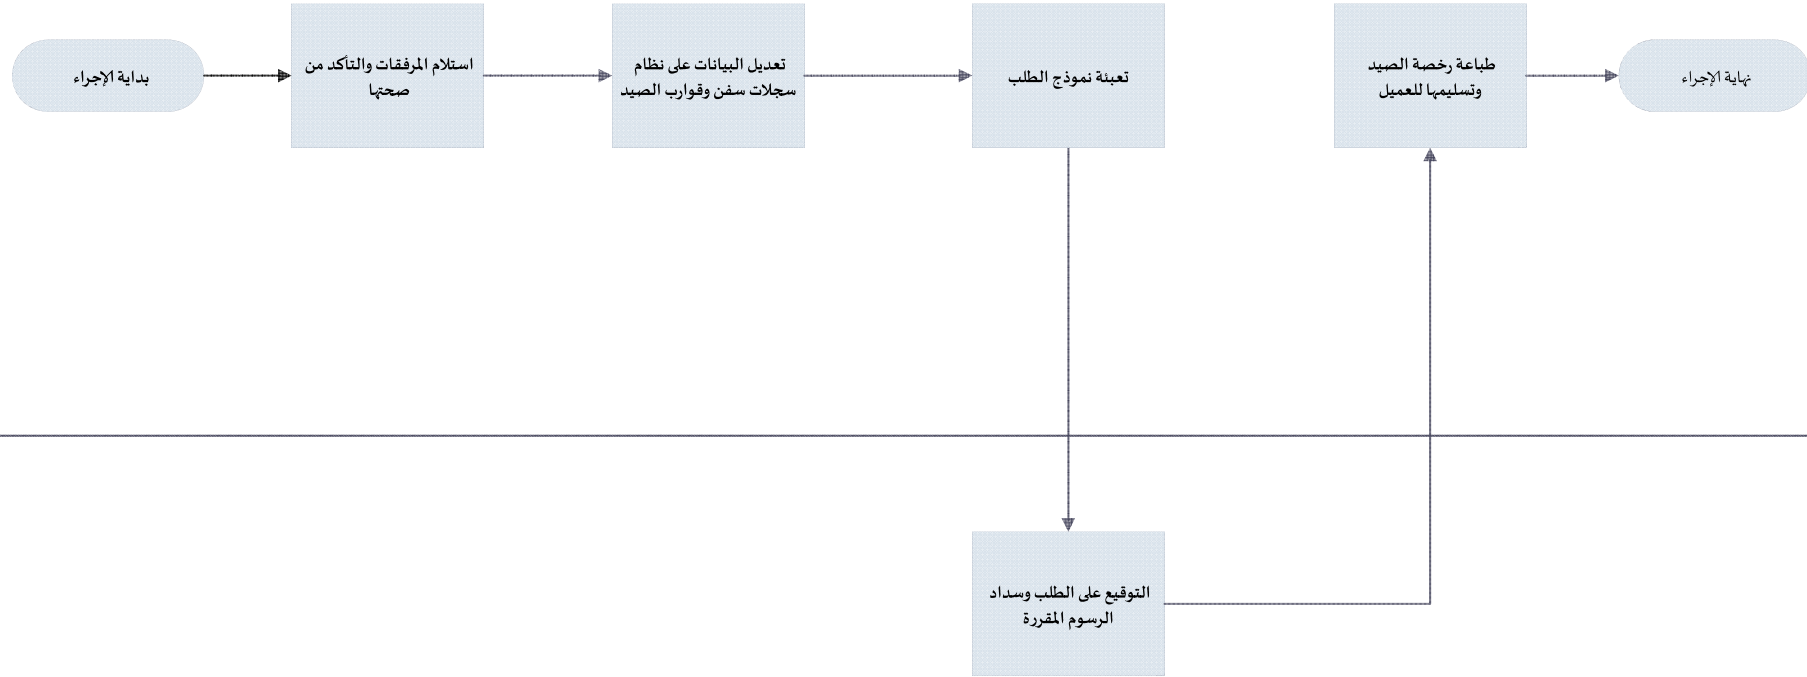 بداية الإجراء
استلام المرفقات والتأكد من
صحتها
تعديل البيانات على نظام
سجلات سفن وقوارب الصيد
تعبئة نموذج الطلب
التوقيع على الطلب وسداد
الرسوم المقررة
طباعة رخصة الصيد
وتسليمها للعميل
نهاية الإجراء